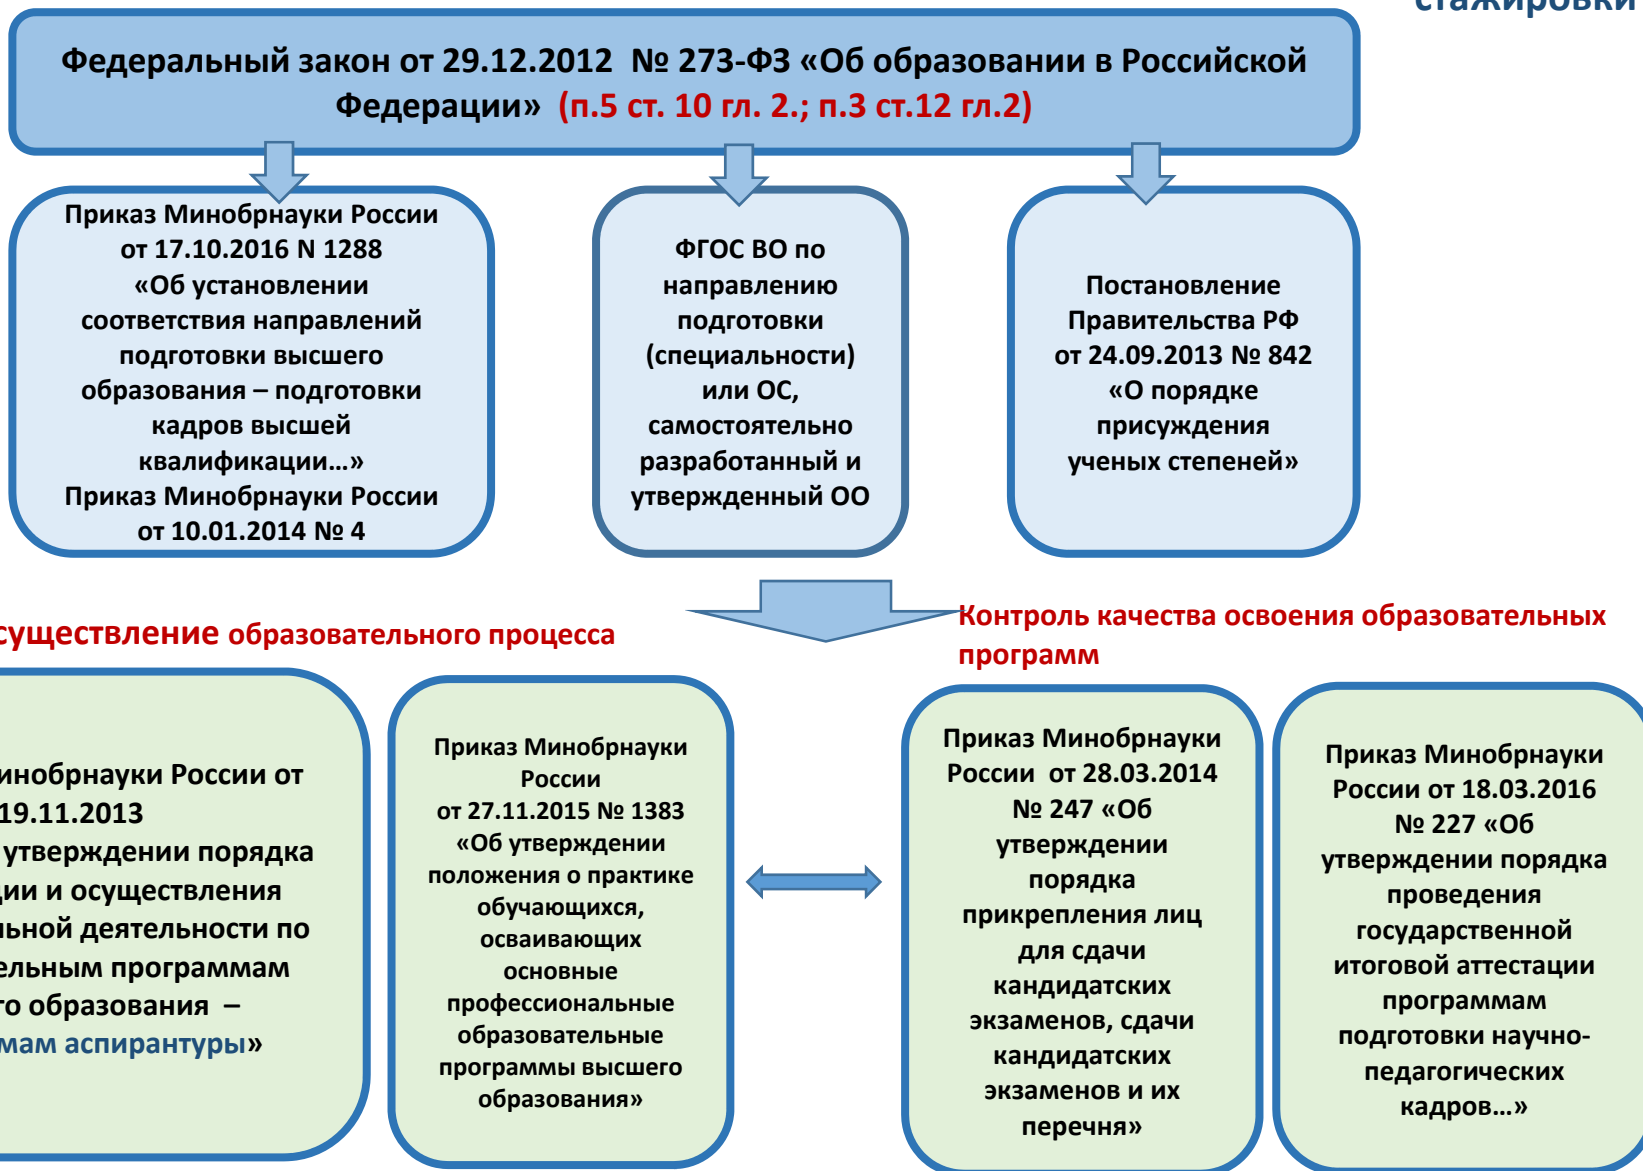 стажировки
Федеральный закон от 29.12.2012 № 273-ФЗ «Об образовании в Российской
Федерации» (п.5 ст. 10 гл. 2.; п.3 ст.12 гл.2)
Приказ Минобрнауки России
от 17.10.2016 N 1288
«Об установлении
соответствия направлений
подготовки высшего
образования – подготовки
кадров высшей
квалификации…»
Приказ Минобрнауки России
от 10.01.2014 № 4
ФГОС ВО по
направлению
подготовки
(специальности)
или ОС,
самостоятельно
разработанный и
утвержденный ОО
Постановление
Правительства РФ
от 24.09.2013 № 842
«О порядке
присуждения
ученых степеней»
существление образовательного процесса
Контроль качества освоения образовательных
программ
инобрнауки России от
19.11.2013
утверждении порядка
ции и осуществления
льной деятельности по
ельным программам
го образования –
мам аспирантуры»
Приказ Минобрнауки
России
от 27.11.2015 № 1383
«Об утверждении
положения о практике
обучающихся,
осваивающих
основные
профессиональные
образовательные
программы высшего
образования»
Приказ Минобрнауки
России от 28.03.2014
№ 247 «Об
утверждении
порядка
прикрепления лиц
для сдачи
кандидатских
экзаменов, сдачи
кандидатских
экзаменов и их
перечня»
Приказ Минобрнауки
России от 18.03.2016
№ 227 «Об
утверждении порядка
проведения
государственной
итоговой аттестации
программам
подготовки научно-
педагогических
кадров…»